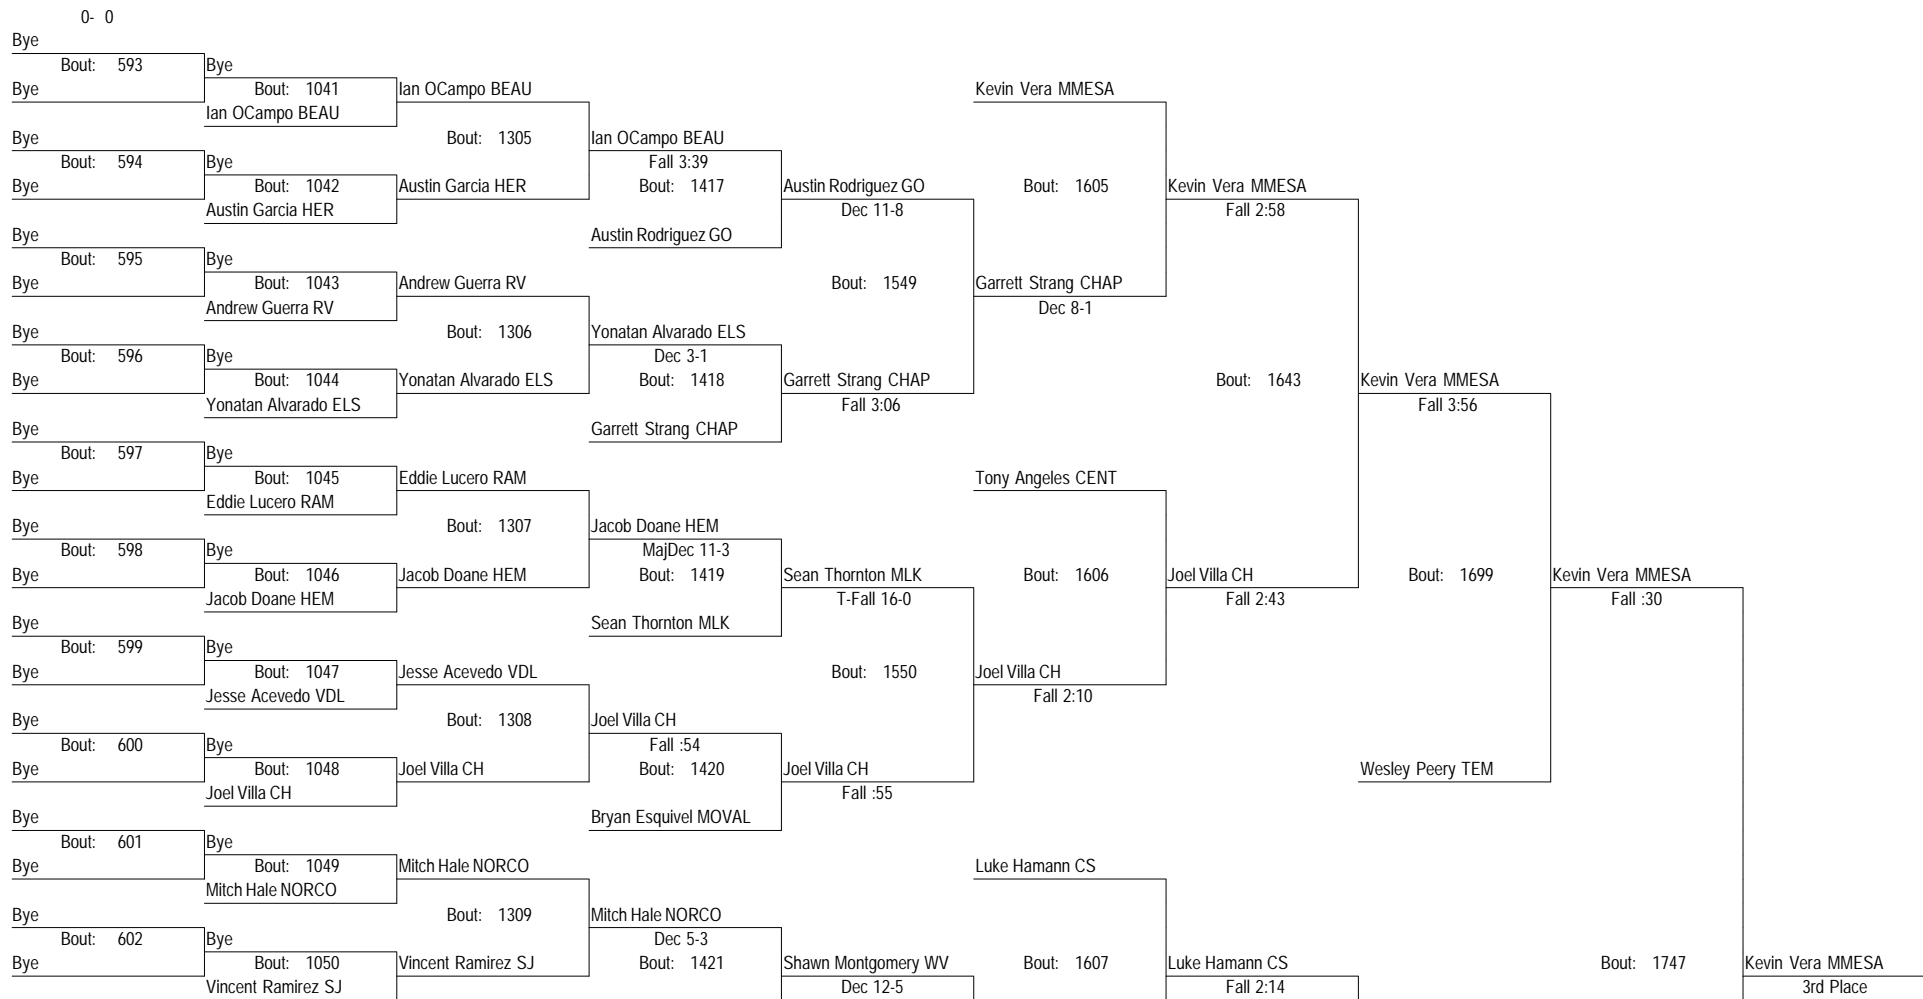 0- 0
Bye
Bout: 593
Bye
Bye
Bout: 1041
Ian OCampo BEAU
Ian OCampo BEAU
Kevin Vera MMESA
Bye
Bout: 594
Bye
Bout: 1305
Ian OCampo BEAU
Fall 3:39
Bye
Bout: 1042
Austin Garcia HER
Austin Garcia HER
Bout: 1417
Austin Rodriguez GO
Dec 11-8
Bout: 1605
Kevin Vera MMESA
Fall 2:58
Bye
Bout: 595
Bye
Austin Rodriguez GO
Bye
Bout: 1043
Andrew Guerra RV
Andrew Guerra RV
Bout: 1549
Garrett Strang CHAP
Dec 8-1
Bye
Bout: 596
Bye
Bout: 1306
Yonatan Alvarado ELS
Dec 3-1
Bye
Bout: 1044
Yonatan Alvarado ELS
Yonatan Alvarado ELS
Bout: 1418
Garrett Strang CHAP
Fall 3:06
Bout: 1643
Kevin Vera MMESA
Fall 3:56
Bye
Bout: 597
Bye
Garrett Strang CHAP
Bye
Bout: 1045
Eddie Lucero RAM
Eddie Lucero RAM
Tony Angeles CENT
Bye
Bout: 598
Bye
Bout: 1307
Jacob Doane HEM
MajDec 11-3
Bye
Bout: 1046
Jacob Doane HEM
Jacob Doane HEM
Bout: 1419
Sean Thornton MLK
T-Fall 16-0
Bout: 1606
Joel Villa CH
Fall 2:43
Bout: 1699
Kevin Vera MMESA
Fall :30
Bye
Bout: 599
Bye
Sean Thornton MLK
Bye
Bout: 1047
Jesse Acevedo VDL
Jesse Acevedo VDL
Bout: 1550
Joel Villa CH
Fall 2:10
Bye
Bout: 600
Bye
Bout: 1308
Joel Villa CH
Fall :54
Bye
Bout: 1048
Joel Villa CH
Joel Villa CH
Bout: 1420
Joel Villa CH
Fall :55
Wesley Peery TEM
Bye
Bout: 601
Bye
Bryan Esquivel MOVAL
Bye
Bout: 1049
Mitch Hale NORCO
Mitch Hale NORCO
Luke Hamann CS
Bye
Bout: 602
Bye
Bout: 1309
Mitch Hale NORCO
Dec 5-3
Bye
Bout: 1050
Vincent Ramirez SJ
Vincent Ramirez SJ
Bout: 1421
Shawn Montgomery WV
Dec 12-5
Bout: 1607
Luke Hamann CS
Fall 2:14
Bout: 1747
Kevin Vera MMESA
3rd Place